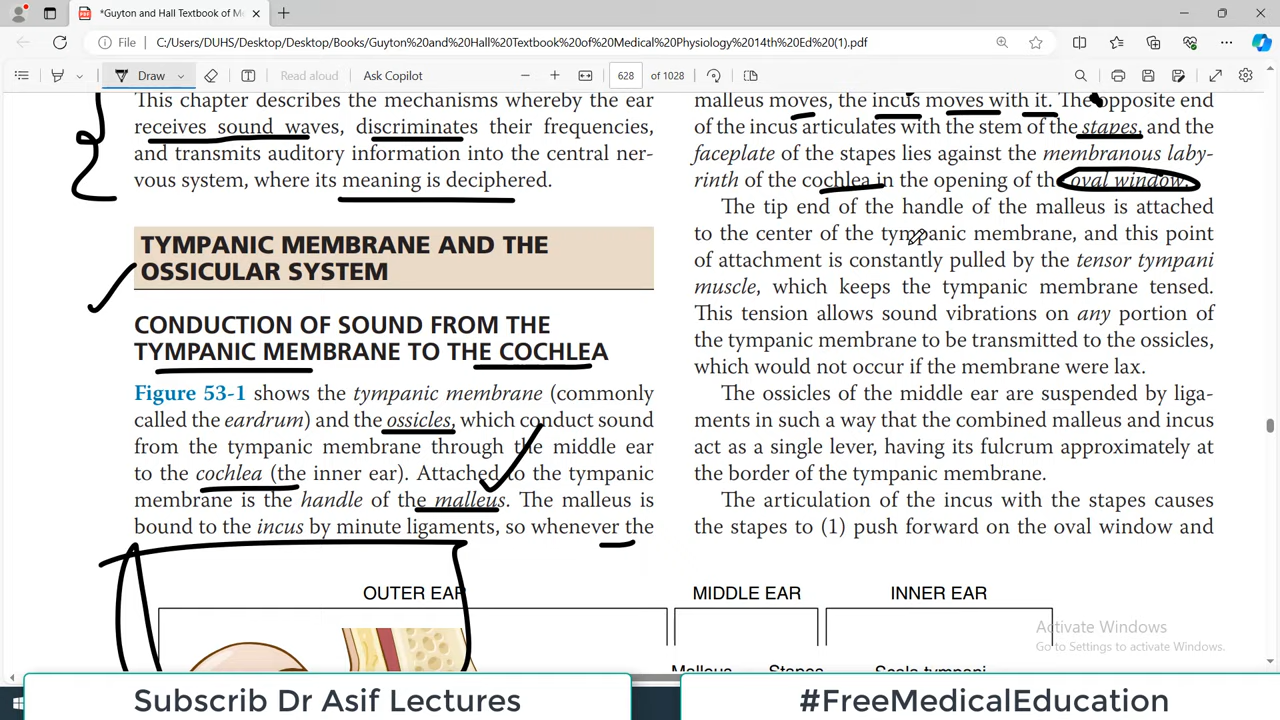 *Guyton and Hall Textbook of Me
File
C:/Users/DUHS/Desktop/Desktop/Books/Guyton%20and%20Hall%20Textbook%20of%20Medical%20Physiology%2014th%20Ed%20(1).pdf
Draw
Read aloud
Ask Copilot
628 of 1028
This chapter describes the mechanisms whereby the ear
receives sound waves, discriminates their frequencies,
and transmits auditory information into the central ner-
vous system, where its meaning is deciphered.
TYMPANIC MEMBRANE AND THE
OSSICULAR SYSTEM
CONDUCTION OF SOUND FROM THE
TYMPANIC MEMBRANE TO THE COCHLEA
Figure 53-1 shows the tympanic membrane (commonly
called the eardrum) and the ossicles, which conduct sound
from the tympanic membrane through the middle ear
to the cochlea (the inner ear). Attached to the tympanic
membrane is the handle of the malleus. The malleus is
bound to the incus by minute ligaments, so whenever the
malleus moves, the incus moves with it. The opposite end
of the incus articulates with the stem of the stapes, and the
faceplate of the stapes lies against the membranous laby-
rinth of the cochlea in the opening of the oval window.
The tip end of the handle of the malleus is attached
to the center of the tympanic membrane, and this point
of attachment is constantly pulled by the tensor tympani
muscle, which keeps the tympanic membrane tensed.
This tension allows sound vibrations on any portion of
the tympanic membrane to be transmitted to the ossicles,
which would not occur if the membrane were lax.
The ossicles of the middle ear are suspended by liga-
ments in such a way that the combined malleus and incus
act as a single lever, having its fulcrum approximately at
the border of the tympanic membrane.
The articulation of the incus with the stapes causes
the stapes to (1) push forward on the oval window and
OUTER EAR
MIDDLE EAR
INNER EAR
Malleus
Stapes
Scala tympani
Activate Windows
Go to Settings to activate Windows.
Subscrib Dr Asif Lectures
#FreeMedicalEducation